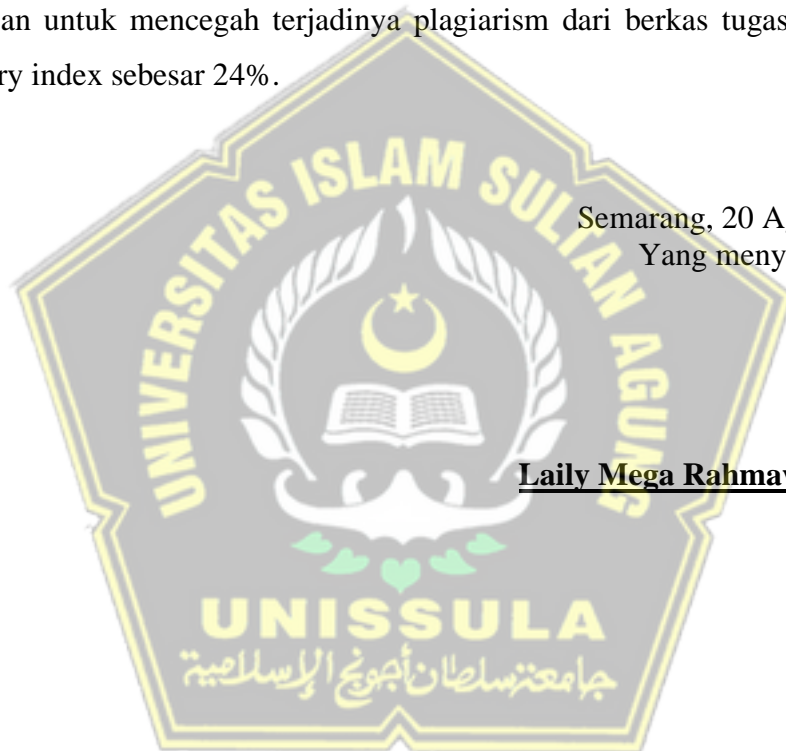 an untuk mencegah terjadinya plagiarism dari berkas tugas
ry index sebesar 24%.
UNIVERSITAS ISLAM SULTAN AGUNG
Semarang, 20 A
Yang meny
Laily Mega Rahmav
UNISSULA
جامعة سلطان أجونج الإسلامية